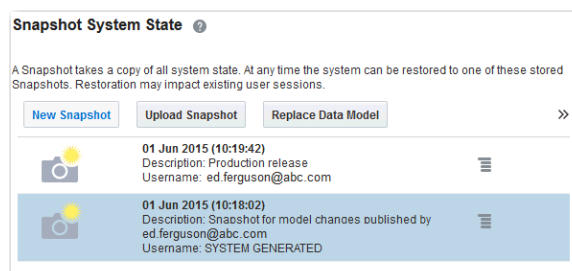 Snapshot System State ?
A Snapshot takes a copy of all system state. At any time the system can be restored to one of these stored
Snapshots. Restoration may impact existing user sessions.
New Snapshot Upload Snapshot Replace Data Model »
01 Jun 2015 (10:19:42)
Description: Production release
Username: ed.ferguson@abc.com
01 Jun 2015 (10:18:02)
Description: Snapshot for model changes published by
ed.ferguson@abc.com
Username: SYSTEM GENERATED